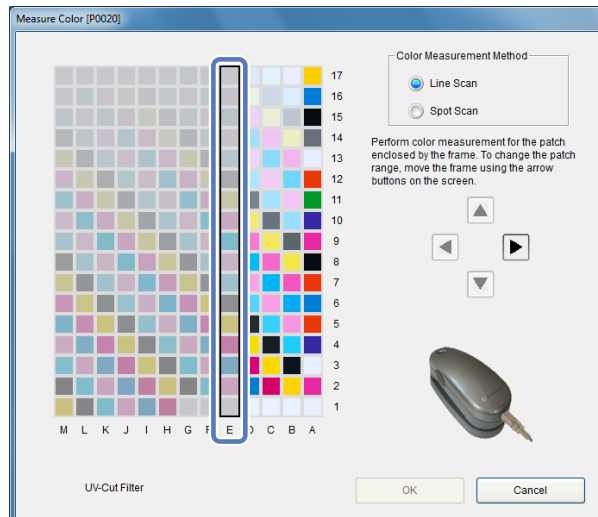 Measure Color [P0020]
Color Measurement Method
Line Scan
Spot Scan
Perform color measurement for the patch
enclosed by the frame. To change the patch
range, move the frame using the arrow
buttons on the screen.
17
16
15
14
13
12
11
10
9
8
7
6
5
4
3
2
1
M L K J I H G F E D C B A
UV-Cut Filter
OK
Cancel